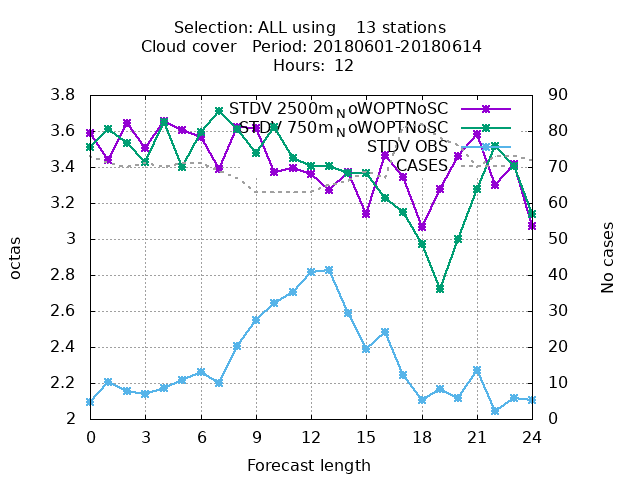 Selection: ALL using    13 stations
Cloud cover   Period: 20180601-20180614
Hours:  12
octas
No cases
3.8
3.6
3.4
3.2
3
2.8
2.6
2.4
2.2
2
STDV 2500m_NoWOPTNoSC
STDV 750m_NoWOPTNoSC
STDV OBS
CASES
90
80
70
60
50
40
30
20
10
0
0 3 6 9 12 15 18 21 24
Forecast length